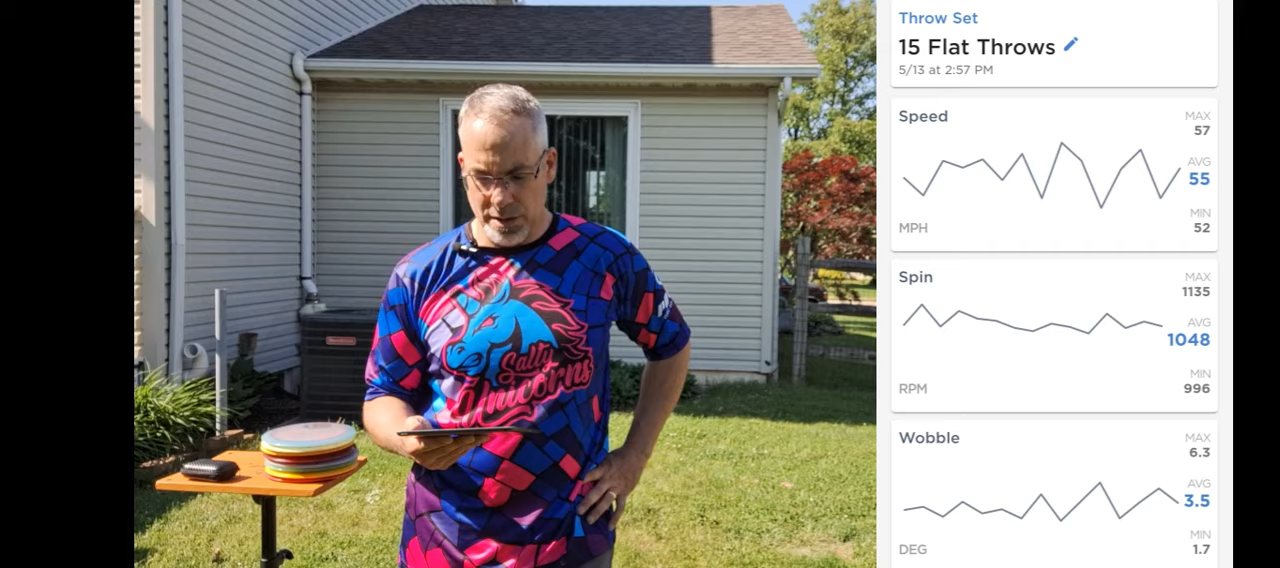 Salty
Unicorns
Throw Set
15 Flat Throws
5/13 at 2:57 PM
Speed
MAX
57
AVG
55
MIN
52
MPH
Spin
MAX
1135
AVG
1048
MIN
996
RPM
Wobble
MAX
6.3
AVG
3.5
MIN
1.7
DEG